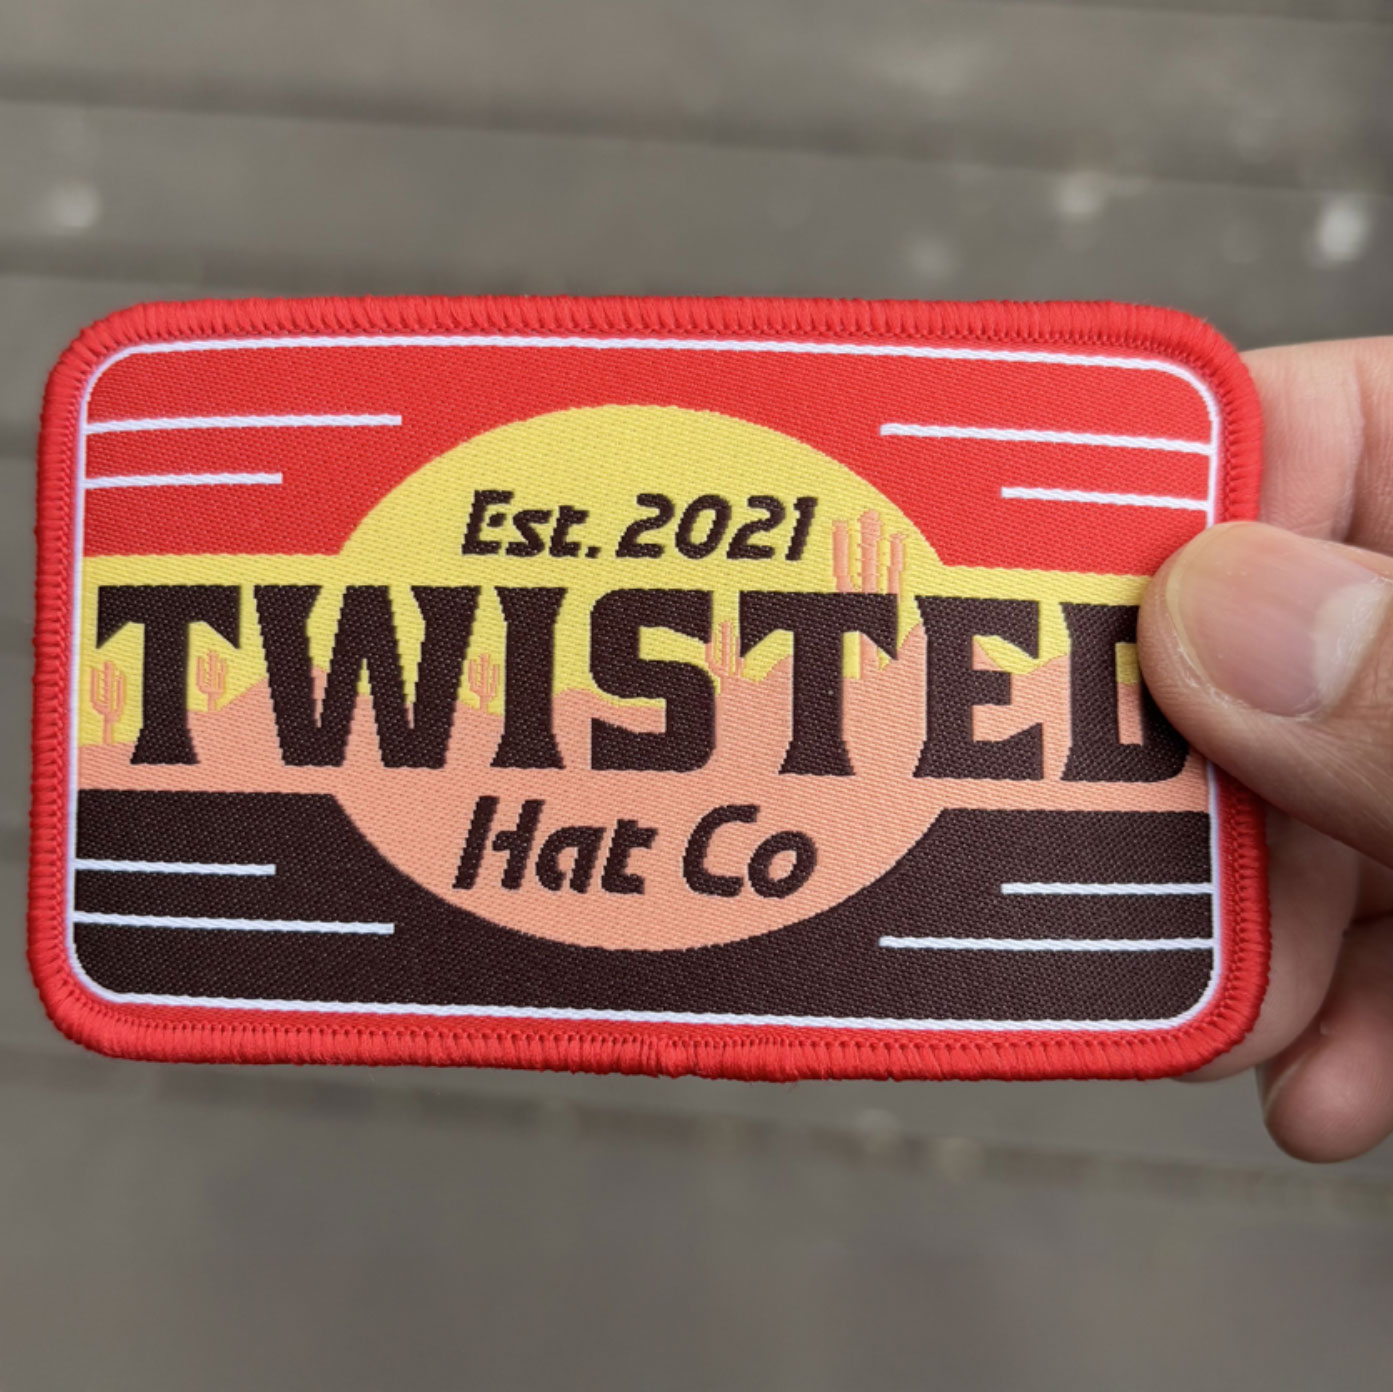 Est. 2021
TWISTED
Hat Co